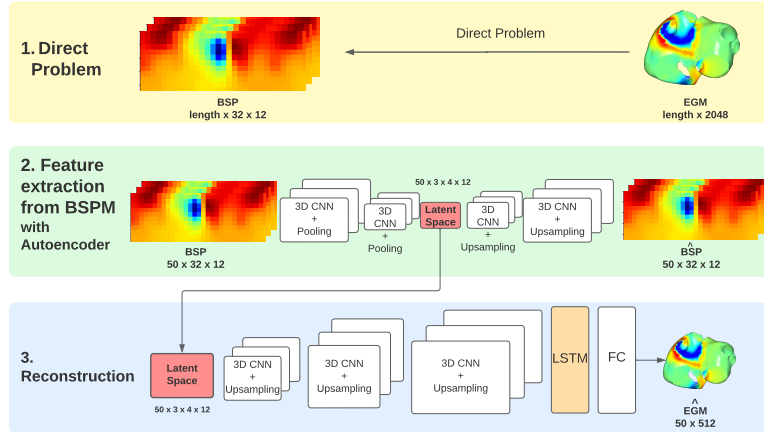 1. Direct
Problem
BSP
length x 32 x 12
Direct Problem
EGM
length x 2048
2. Feature
extraction
from BSPM
with
Autoencoder
BSP
50 x 32 x 12
3D CNN
+
Pooling
3D
CNN
+
Pooling
50 x 3 x 4 x 12
Latent
Space
3D
CNN
+
Upsampling
3D CNN
+
Upsampling
^
BSP
50 x 32 x 12
3.
Reconstruction
Latent
Space
50 x 3 x 4 x 12
3D CNN
+
Upsampling
3D CNN
+
Upsampling
3D CNN
+
Upsampling
LSTM
FC
^
EGM
50 x 512